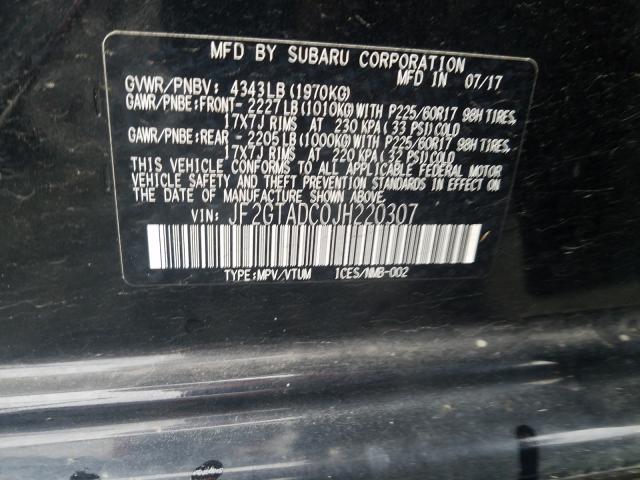 MFD BY SUBARU CORPORATION
MFD IN 07/17
GVWR/PNBV: 4343LB (1970KG)
GAWR/PNBE:FRONT- 2227LB(1010KG)WITH P225/60R17 98H TIRES,
17X7J RIMS AT 230 KPA(33 PSI)COLD
GAWR/PNBE:REAR - 2205LB(1000KG)WITH P225/60R17 98H TIRES,
17X7J RIMS AT 220 KPA(32 PSI)COLD
THIS VEHICLE CONFORMS TO ALL APPLICABLE FEDERAL MOTOR
VEHICLE SAFETY AND THEFT PREVENTION STANDARDS IN EFFECT ON
THE DATE OF MANUFACTURE SHOWN ABOVE.
VIN: JF2GTADC0JH220307
TYPE:MPV/VTUM ICES/NMB-002